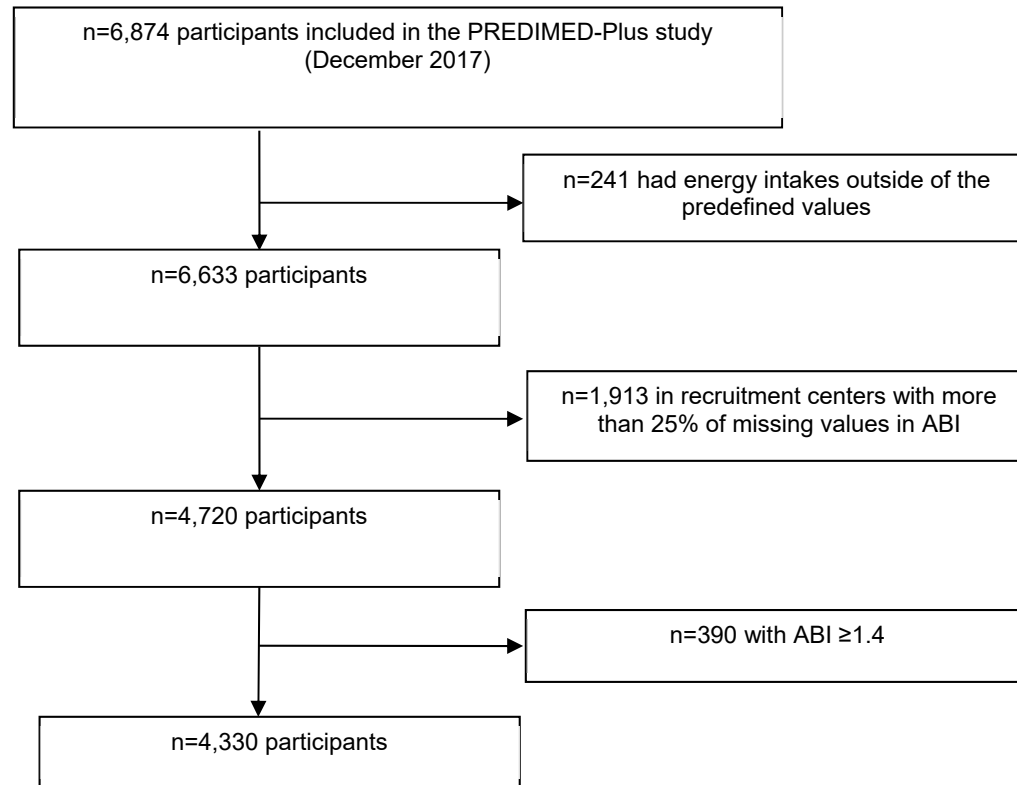 n=6,874 participants included in the PREDIMED-Plus study
(December 2017)
n=241 had energy intakes outside of the
predefined values
n=6,633 participants
n=1,913 in recruitment centers with more
than 25% of missing values in ABI
n=4,720 participants
n=390 with ABI ≥1.4
n=4,330 participants